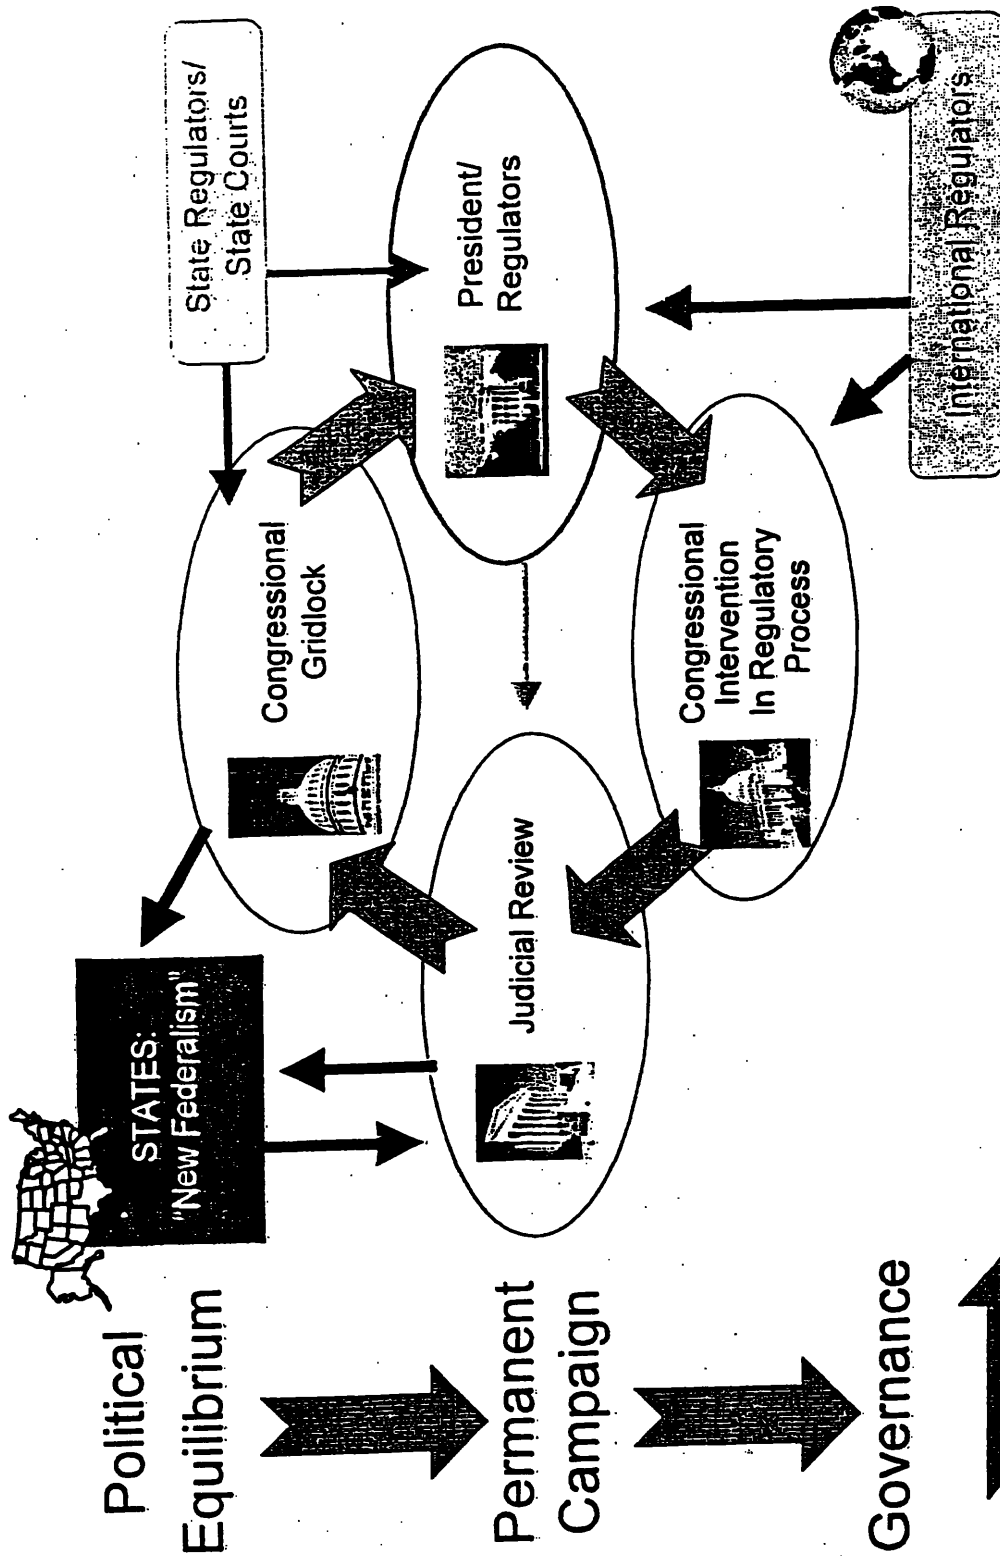 Political
Equilibrium
Permanent
Campaign
Governance
STATES:
"New Federalism"
Congressional
Gridlock
State Regulators/
State Courts
Judicial Review
President/
Regulators
Congressional
Intervention
In Regulatory
Process
International Regulators